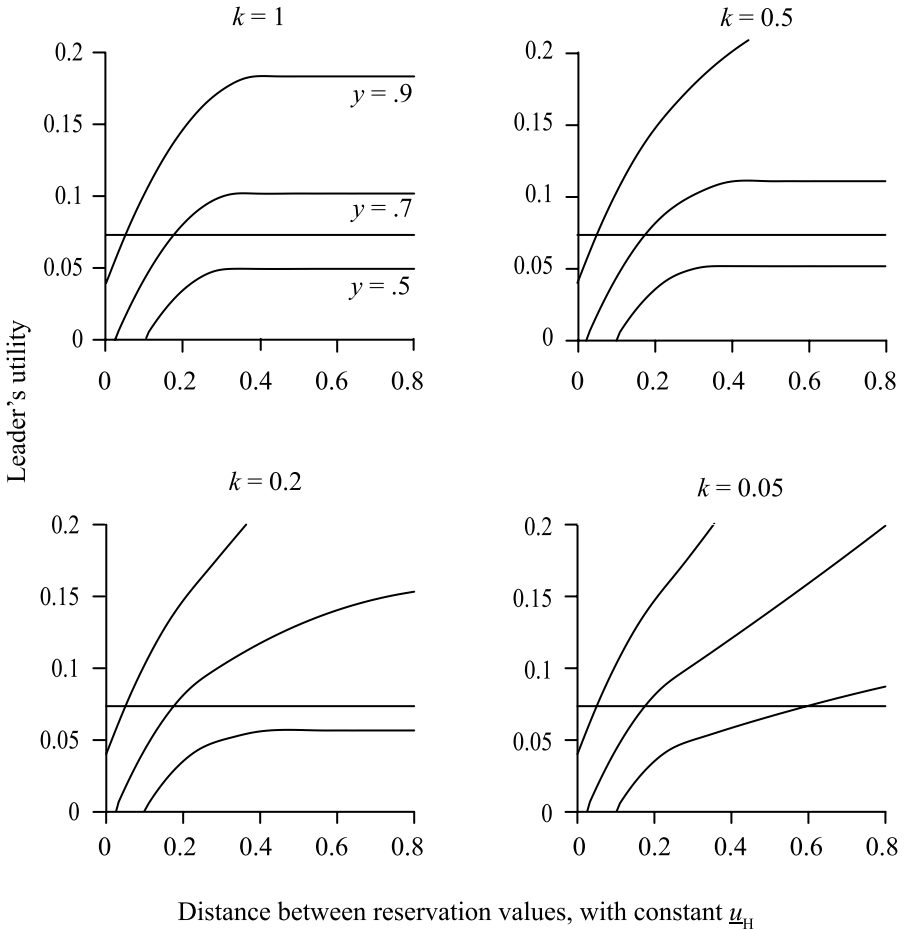 k = 1
k = 0.5
0.2
0.15
0.1
0.05
0
y = .9
y = .7
y = .5
0 0.2 0.4 0.6 0.8
0.2
0.15
0.1
0.05
0
0 0.2 0.4 0.6 0.8
Leader's utility
k = 0.2
k = 0.05
0.2
0.15
0.1
0.05
0
0 0.2 0.4 0.6 0.8
0.2
0.15
0.1
0.05
0
0 0.2 0.4 0.6 0.8
Distance between reservation values, with constant u̲H